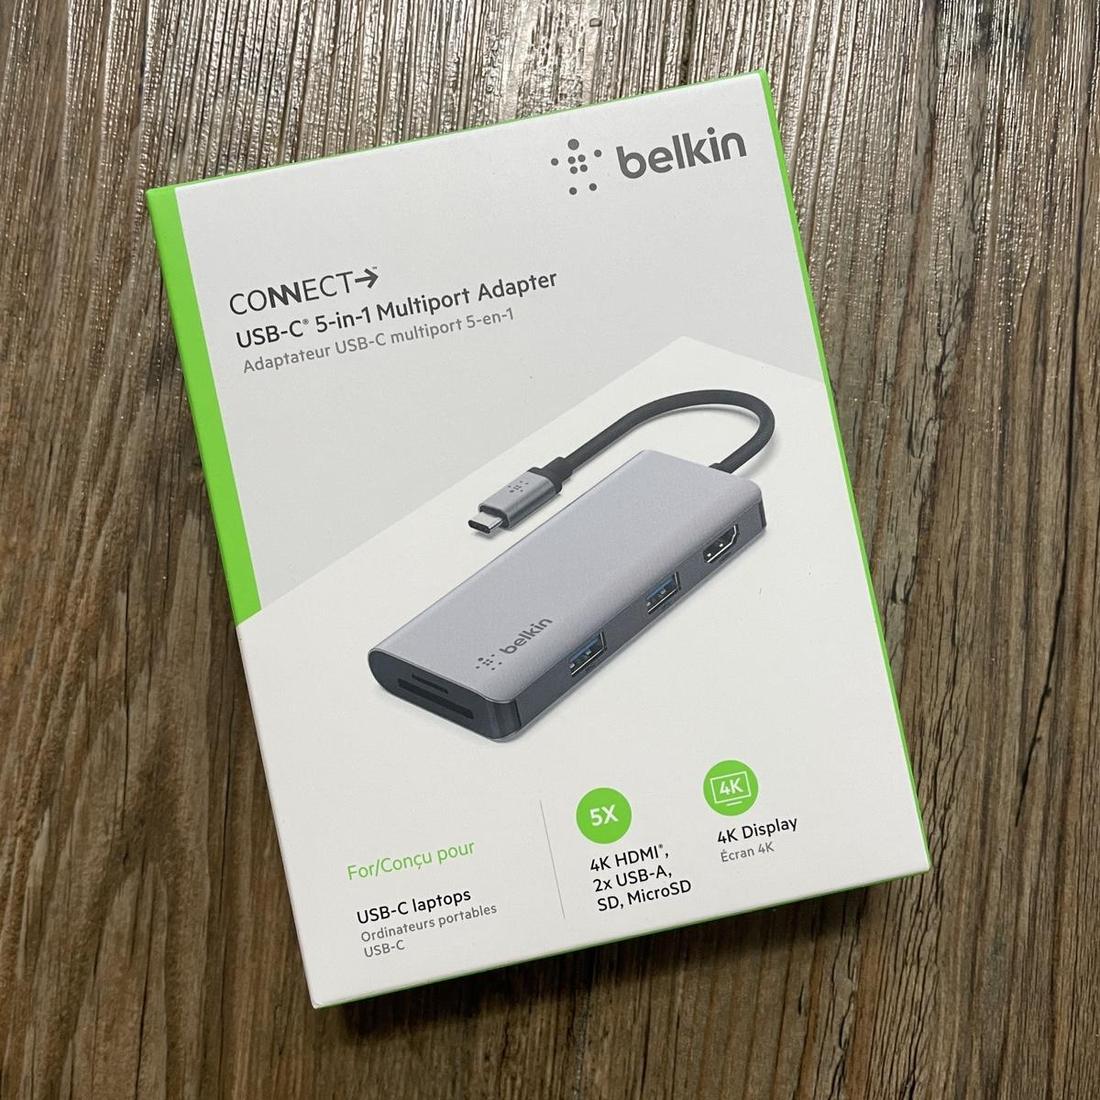 belkin
CONNECT→™
USB-C® 5-in-1 Multiport Adapter
Adaptateur USB-C multiport 5-en-1
belkin
For/Conçu pour
USB-C laptops
Ordinateurs portables
USB-C
5X
4K HDMI®,
2x USB-A,
SD, MicroSD
4K
4K Display
Écran 4K